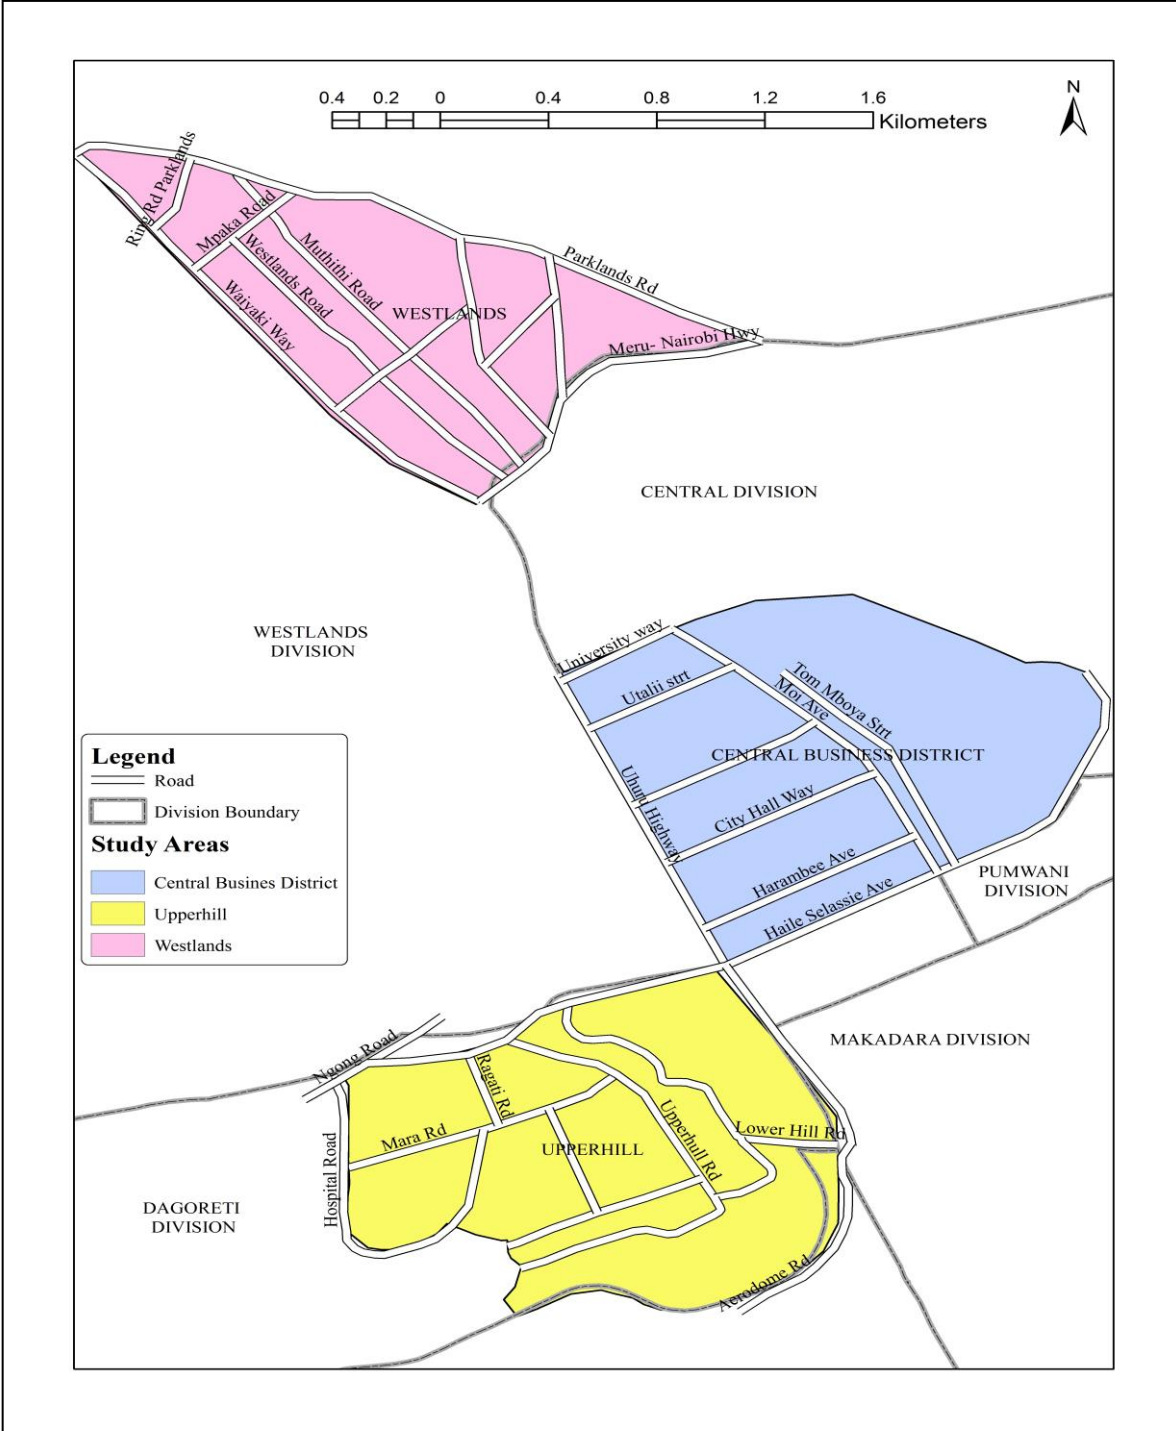 0.4 0.2 0 0.4 0.8 1.2 1.6
Kilometers
N
Ring Rd Parklands
Mpaka Road
Westlands Road
Muthithi Road
Waiyaki Way
WESTLANDS
Parklands Rd
Meru- Nairobi Hwy
CENTRAL DIVISION
WESTLANDS
DIVISION
University way
Utalii strt
Tom Mboya Strt
Moi Ave
CENTRAL BUSINESS DISTRICT
Uhuru Highway
City Hall Way
Harambee Ave
Haile Selassie Ave
PUMWANI
DIVISION
Legend
Road
Division Boundary
Study Areas
Central Busines District
Upperhill
Westlands
MAKADARA DIVISION
Ngong Road
Ragati Rd
Mara Rd
Upperhull Rd
Lower Hill Rd
UPPERHILL
Hospital Road
DAGORETI
DIVISION
Aerodome Rd